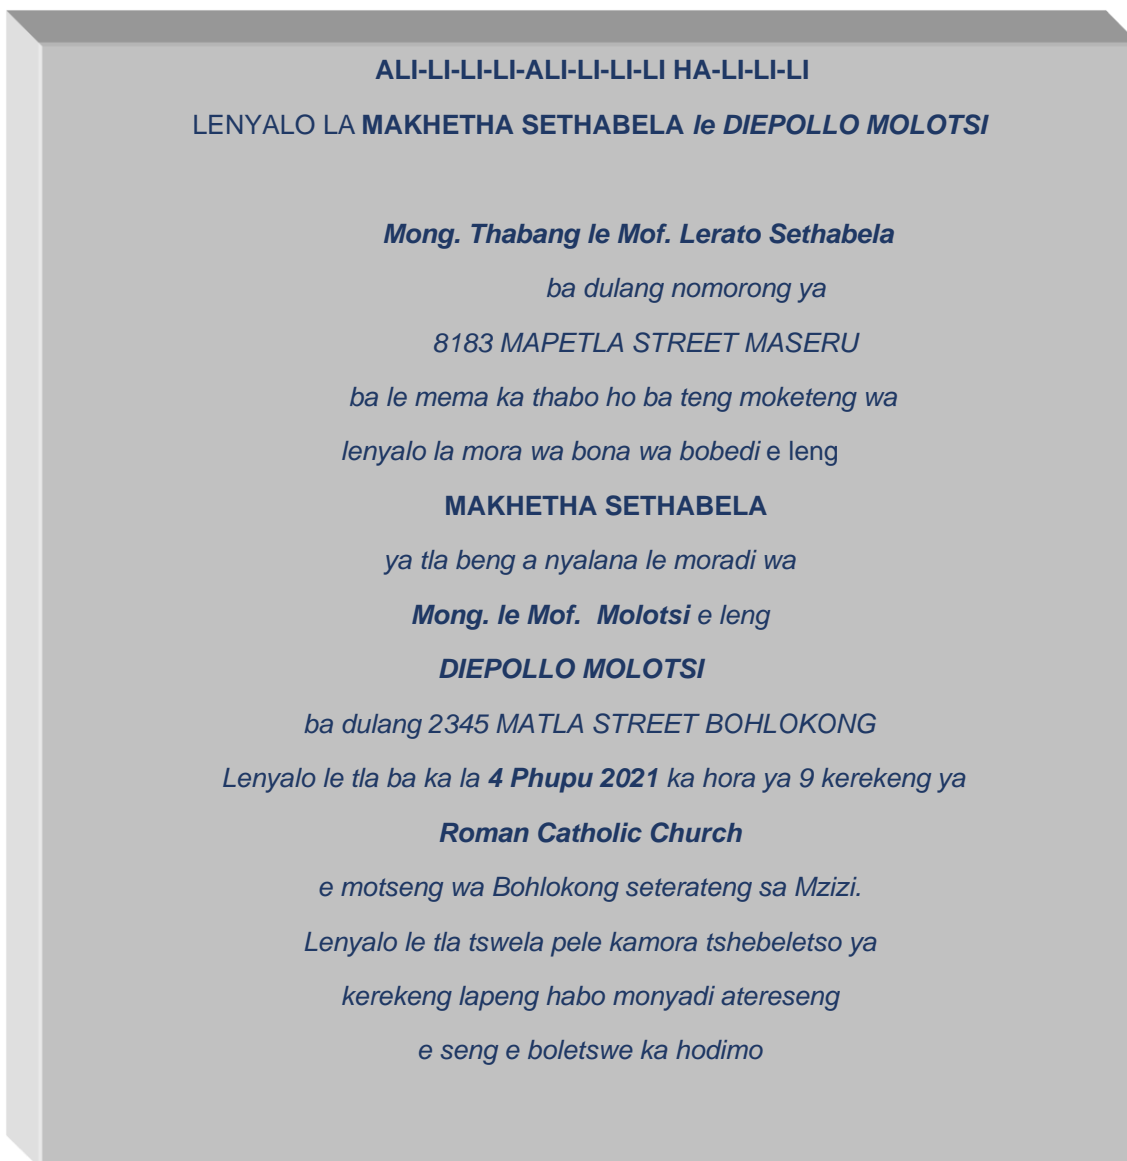 ALI-LI-LI-LI-ALI-LI-LI-LI HA-LI-LI-LI
LENYALO LA MAKHETHA SETHABELA le DIEPOLLO MOLOTSI
Mong. Thabang le Mof. Lerato Sethabela
ba dulang nomorong ya
8183 MAPETLA STREET MASERU
ba le mema ka thabo ho ba teng moketeng wa
lenyalo la mora wa bona wa bobedi e leng
MAKHETHA SETHABELA
ya tla beng a nyalana le moradi wa
Mong. le Mof.  Molotsi e leng
DIEPOLLO MOLOTSI
ba dulang 2345 MATLA STREET BOHLOKONG
Lenyalo le tla ba ka la 4 Phupu 2021 ka hora ya 9 kerekeng ya
Roman Catholic Church
e motseng wa Bohlokong seterateng sa Mzizi.
Lenyalo le tla tswela pele kamora tshebeletso ya
kerekeng lapeng habo monyadi atereseng
e seng e boletswe ka hodimo